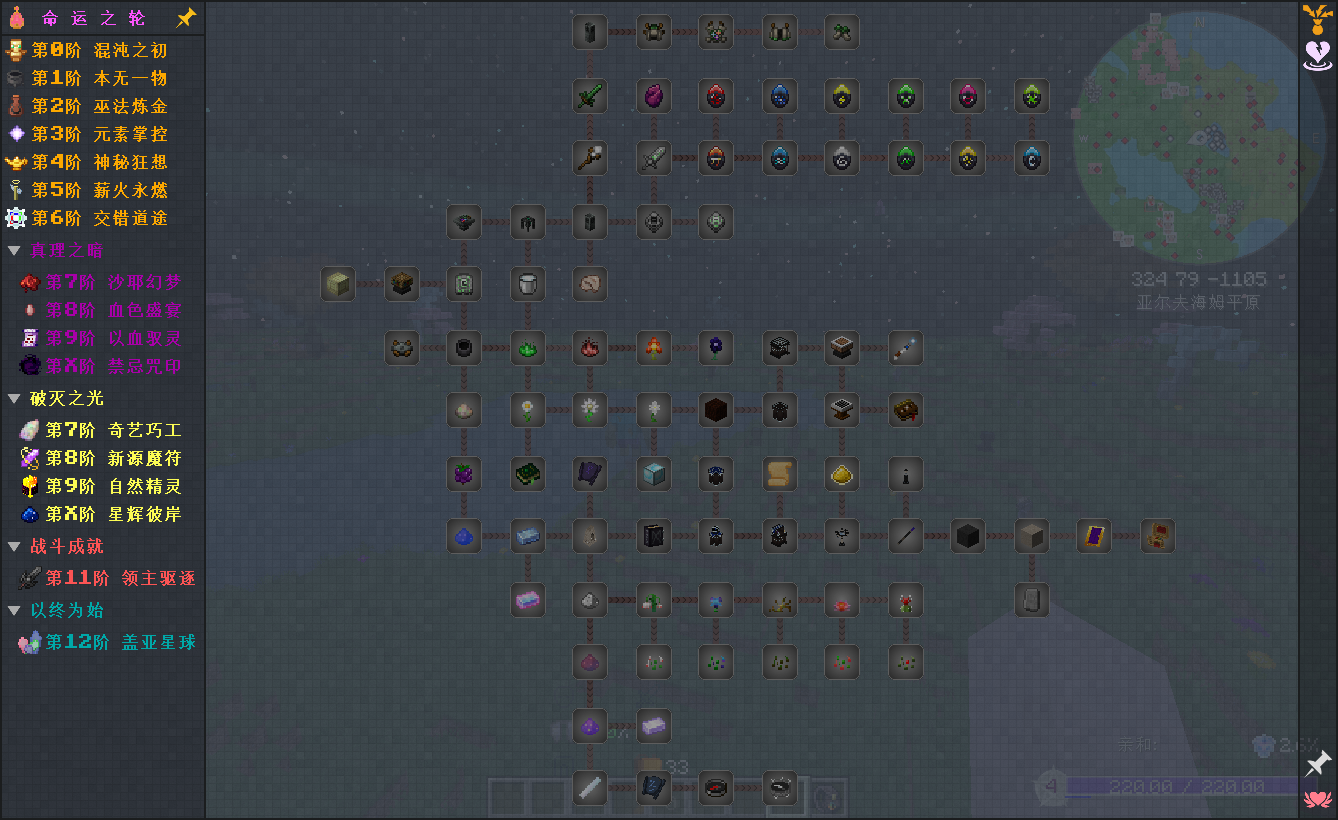 命运之轮
第0阶 混沌之初
第1阶 本无一物
第2阶 巫法炼金
第3阶 元素掌控
第4阶 神秘狂想
第5阶 薪火永燃
第6阶 交错道途
真理之暗
第7阶 沙耶幻梦
第8阶 血色盛宴
第9阶 以血驭灵
第X阶 禁忌咒印
破灭之光
第7阶 奇艺巧工
第8阶 新源魔符
第9阶 自然精灵
第X阶 星辉彼岸
战斗成就
第11阶 领主驱逐
以终为始
第12阶 盖亚星球
N
W
E
S
324 79 -1105
亚尔夫海姆平原
亲和:
2.6%
33
4
220.00 / 220.00